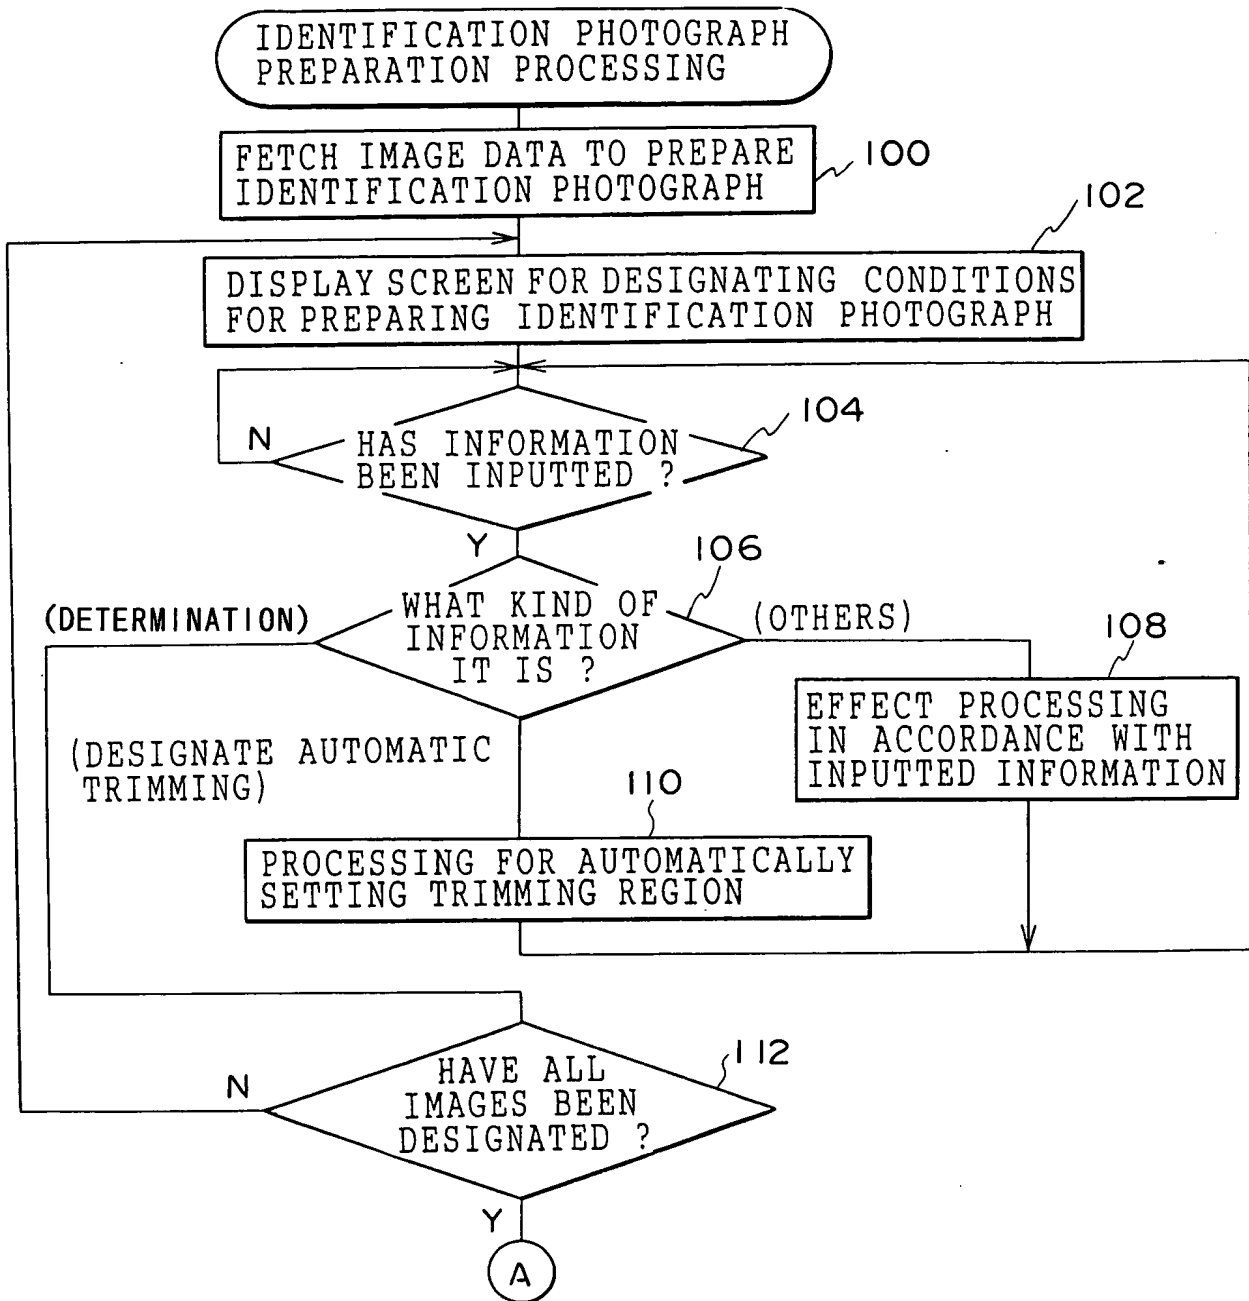 IDENTIFICATION PHOTOGRAPH
PREPARATION PROCESSING
FETCH IMAGE DATA TO PREPARE
IDENTIFICATION PHOTOGRAPH
100
102
DISPLAY SCREEN FOR DESIGNATING CONDITIONS
FOR PREPARING IDENTIFICATION PHOTOGRAPH
104
N
HAS INFORMATION
BEEN INPUTTED ?
Y
106
(DETERMINATION)
WHAT KIND OF
INFORMATION
IT IS ?
(OTHERS)
108
EFFECT PROCESSING
IN ACCORDANCE WITH
INPUTTED INFORMATION
(DESIGNATE AUTOMATIC
TRIMMING)
110
PROCESSING FOR AUTOMATICALLY
SETTING TRIMMING REGION
112
N
HAVE ALL
IMAGES BEEN
DESIGNATED ?
Y
A